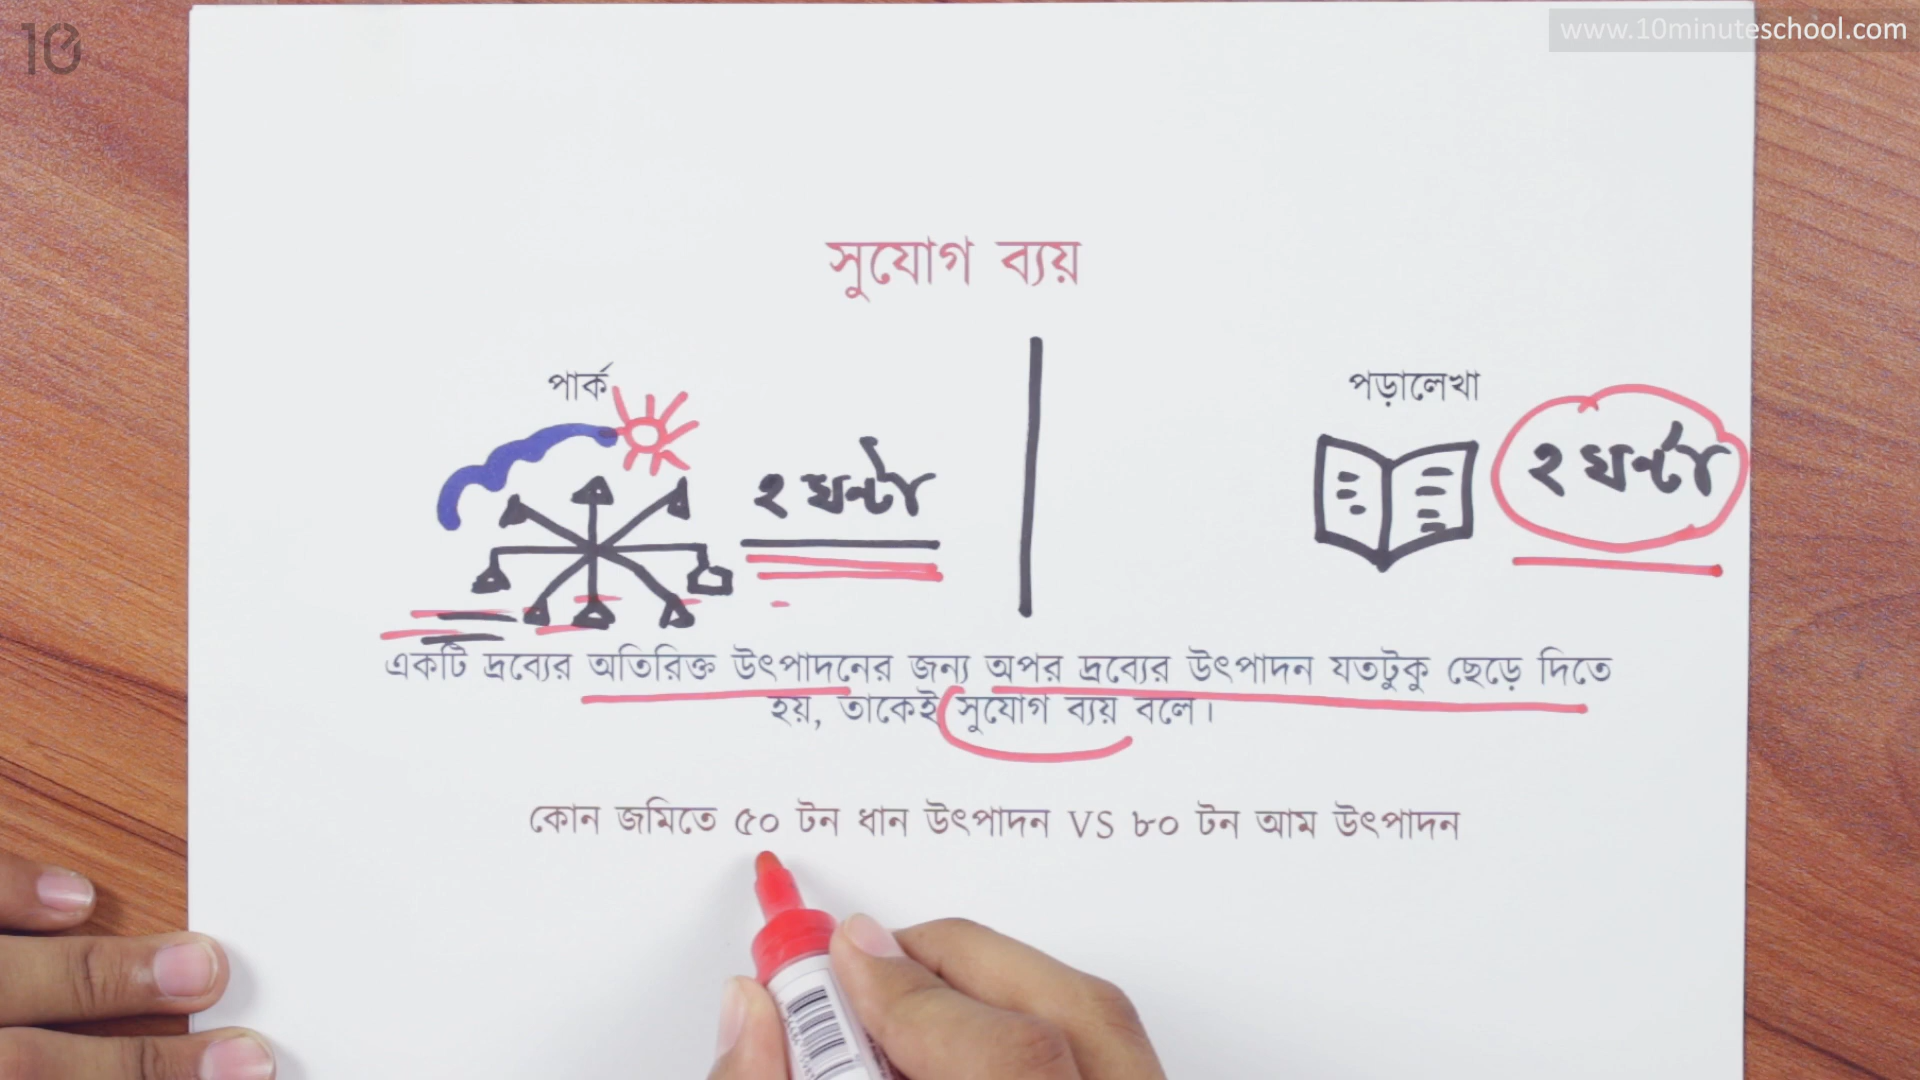 10
www.10minuteschool.com
সুযোগ ব্যয়
পার্ক
পড়ালেখা
২ ঘন্টা
২ ঘন্টা
একটি দ্রব্যের অতিরিক্ত উৎপাদনের জন্য অপর দ্রব্যের উৎপাদন যতটুকু ছেড়ে দিতে
হয়, তাকেই সুযোগ ব্যয় বলে।
কোন জমিতে ৫০ টন ধান উৎপাদন VS ৮০ টন আম উৎপাদন